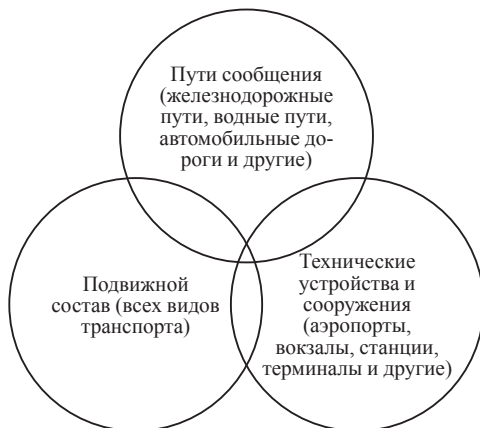 Пути сообщения
(железнодорожные
пути, водные пути,
автомобильные до-
роги и другие)
Подвижной
состав (всех видов
транспорта)
Технические
устройства и
сооружения
(аэропорты,
вокзалы, станции,
терминалы и другие)